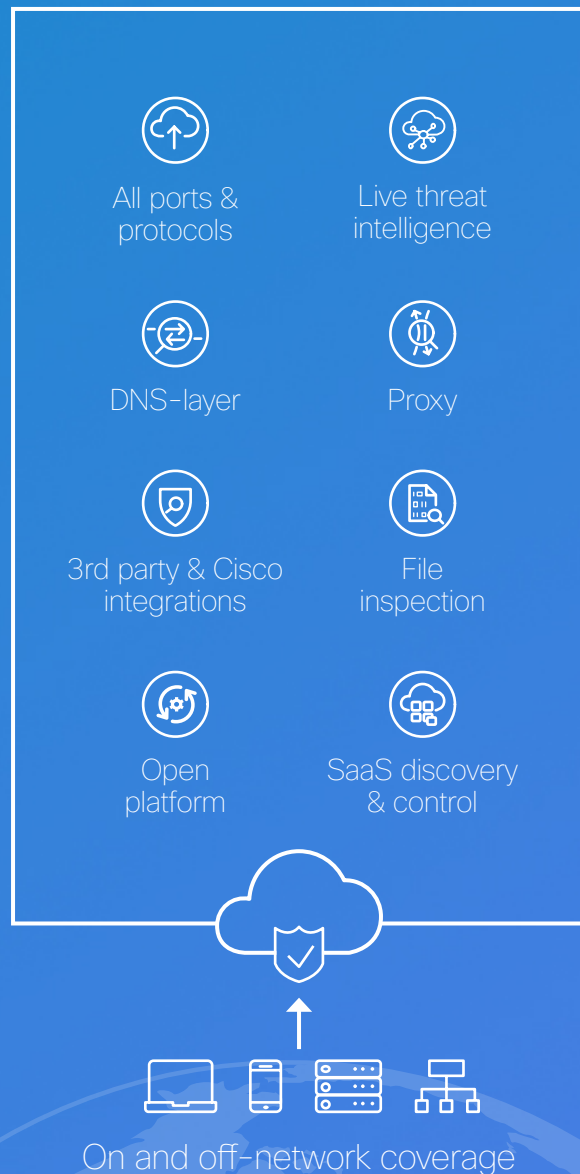 All ports &
protocols
Live threat
intelligence
DNS-layer
Proxy
3rd party & Cisco
integrations
File
inspection
Open
platform
SaaS discovery
& control
On and off-network coverage